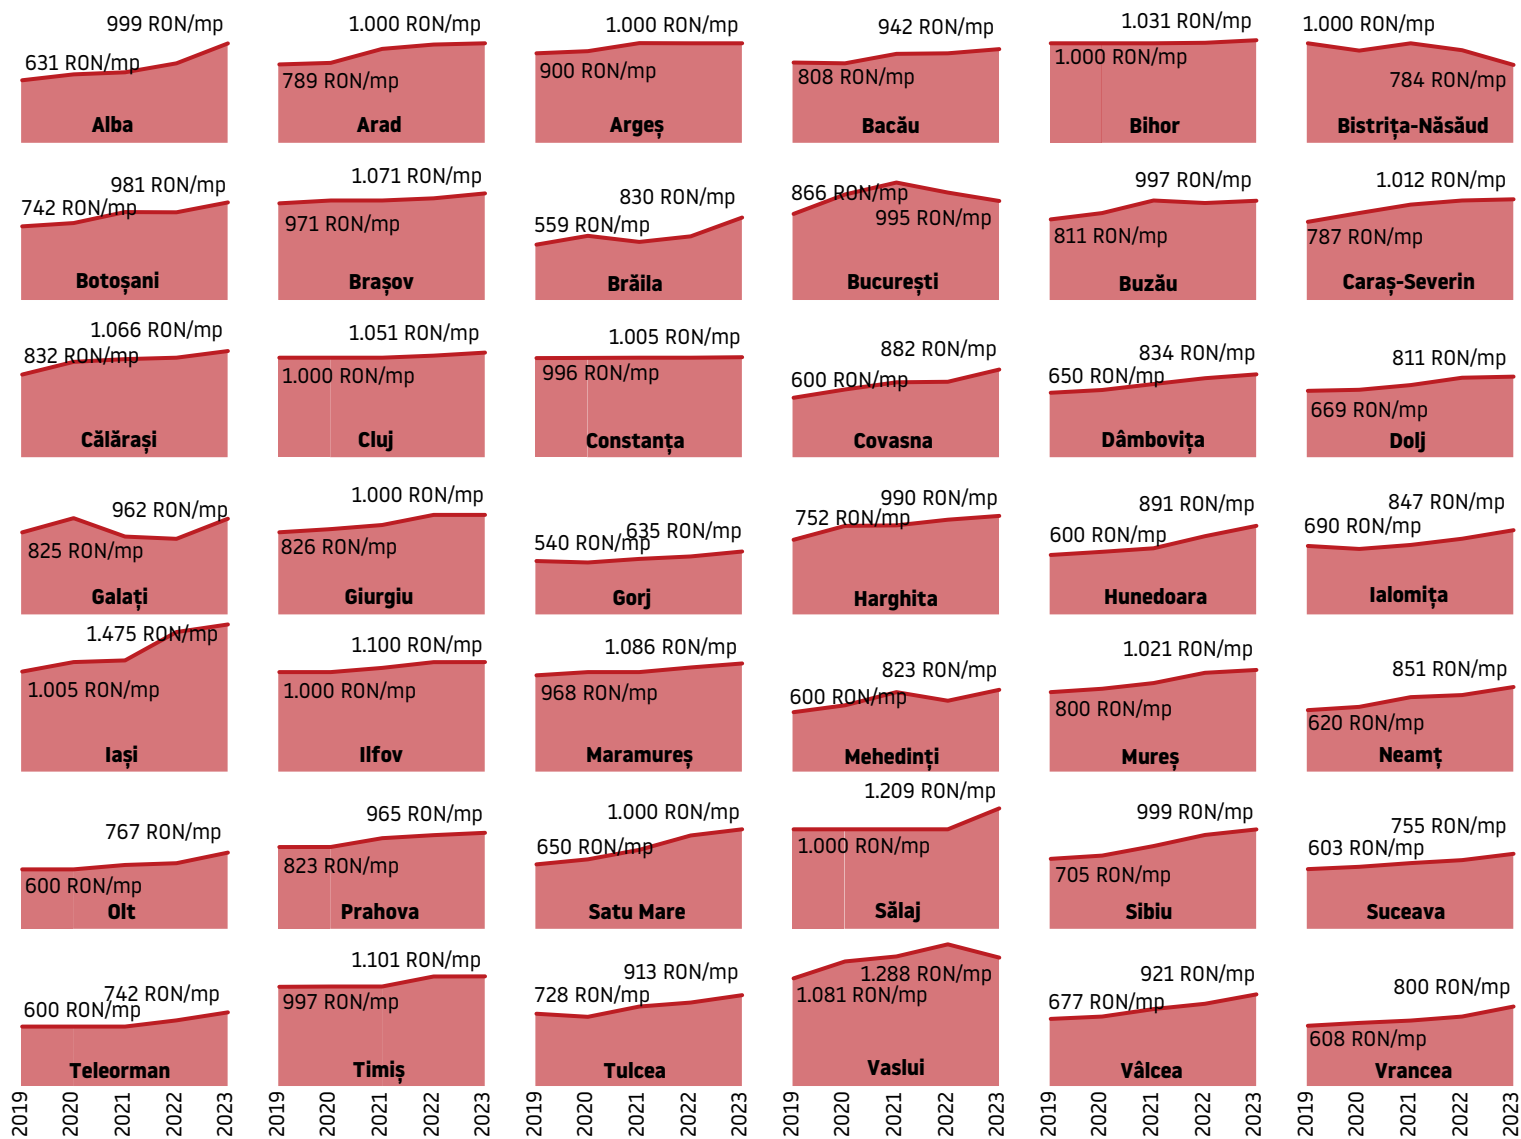 999 RON/mp
631 RON/mp
Alba
1.000 RON/mp
789 RON/mp
Arad
1.000 RON/mp
900 RON/mp
Argeș
942 RON/mp
808 RON/mp
Bacău
1.031 RON/mp
1.000 RON/mp
Bihor
1.000 RON/mp
784 RON/mp
Bistrița-Năsăud
981 RON/mp
742 RON/mp
Botoșani
1.071 RON/mp
971 RON/mp
Brașov
830 RON/mp
559 RON/mp
Brăila
866 RON/mp
995 RON/mp
București
997 RON/mp
811 RON/mp
Buzău
1.012 RON/mp
787 RON/mp
Caraș-Severin
1.066 RON/mp
832 RON/mp
Călărași
1.051 RON/mp
1.000 RON/mp
Cluj
1.005 RON/mp
996 RON/mp
Constanța
882 RON/mp
600 RON/mp
Covasna
834 RON/mp
650 RON/mp
Dâmbovița
811 RON/mp
669 RON/mp
Dolj
962 RON/mp
825 RON/mp
Galați
1.000 RON/mp
826 RON/mp
Giurgiu
635 RON/mp
540 RON/mp
Gorj
990 RON/mp
752 RON/mp
Harghita
891 RON/mp
600 RON/mp
Hunedoara
847 RON/mp
690 RON/mp
Ialomița
1.475 RON/mp
1.005 RON/mp
Iași
1.100 RON/mp
1.000 RON/mp
Ilfov
1.086 RON/mp
968 RON/mp
Maramureș
823 RON/mp
600 RON/mp
Mehedinți
1.021 RON/mp
800 RON/mp
Mureș
851 RON/mp
620 RON/mp
Neamț
767 RON/mp
600 RON/mp
Olt
965 RON/mp
823 RON/mp
Prahova
1.000 RON/mp
650 RON/mp
Satu Mare
1.209 RON/mp
1.000 RON/mp
Sălaj
999 RON/mp
705 RON/mp
Sibiu
755 RON/mp
603 RON/mp
Suceava
742 RON/mp
600 RON/mp
Teleorman
1.101 RON/mp
997 RON/mp
Timiș
913 RON/mp
728 RON/mp
Tulcea
1.288 RON/mp
1.081 RON/mp
Vaslui
921 RON/mp
677 RON/mp
Vâlcea
800 RON/mp
608 RON/mp
Vrancea
2019 2020 2021 2022 2023 2019 2020 2021 2022 2023 2019 2020 2021 2022 2023 2019 2020 2021 2022 2023 2019 2020 2021 2022 2023 2019 2020 2021 2022 2023